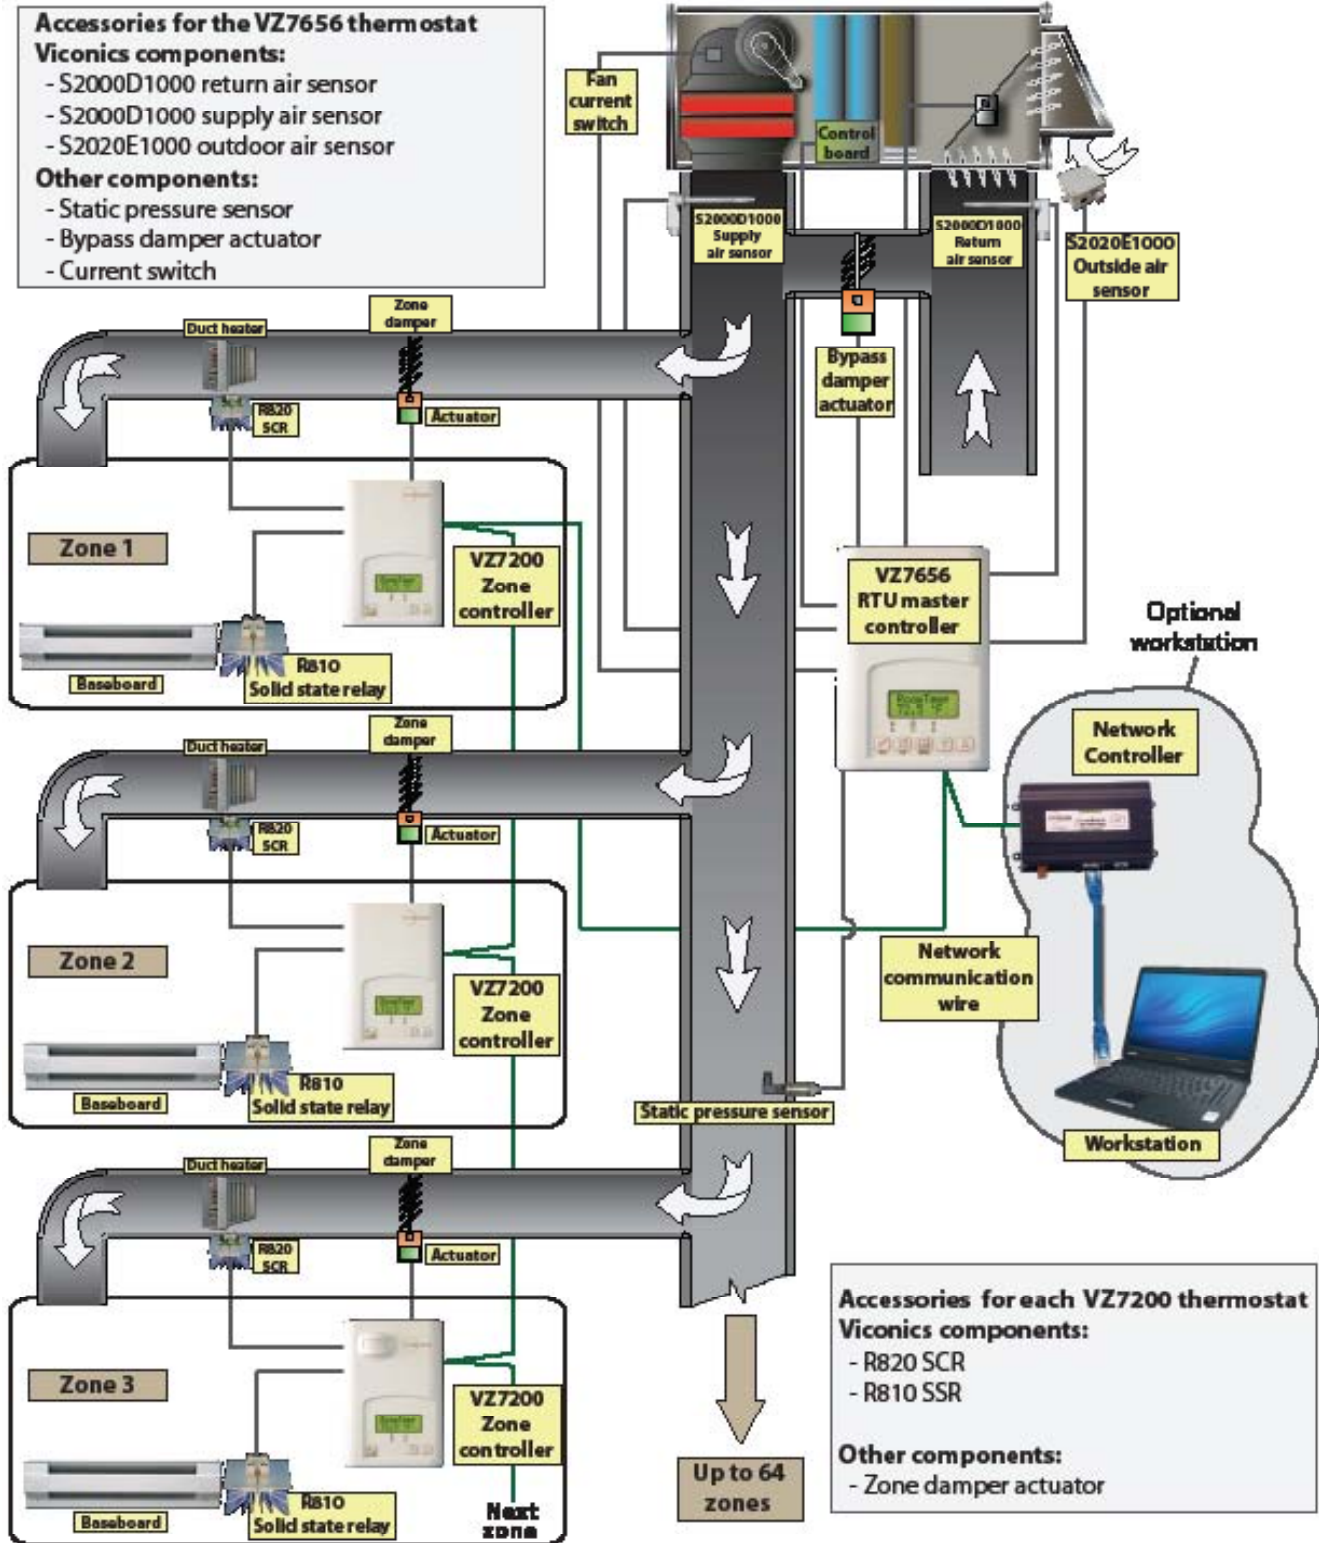 Accessories for the VZ7656 thermostat
Viconics components:
- S2000D1000 return air sensor
- S2000D1000 supply air sensor
- S2020E1000 outdoor air sensor
Other components:
- Static pressure sensor
- Bypass damper actuator
- Current switch
Fan
current
switch
Control
board
S2000D1000
Supply
air sensor
S2000D1000
Return
air sensor
S2020E1000
Outside air
sensor
Bypass
damper
actuator
Duct heater
Zone
damper
R820
SCR
Actuator
Zone 1
VZ7200
Zone
controller
Baseboard
R810
Solid state relay
VZ7656
RTU master
controller
RoomTemp
72.5 °F
Optional
workstation
Network
Controller
Duct heater
Zone
damper
R820
SCR
Actuator
Zone 2
VZ7200
Zone
controller
Baseboard
R810
Solid state relay
Network
communication
wire
Static pressure sensor
Workstation
Duct heater
Zone
damper
R820
SCR
Actuator
Zone 3
VZ7200
Zone
controller
Baseboard
R810
Solid state relay
Next
zone
Up to 64
zones
Accessories for each VZ7200 thermostat
Viconics components:
- R820 SCR
- R810 SSR
Other components:
- Zone damper actuator